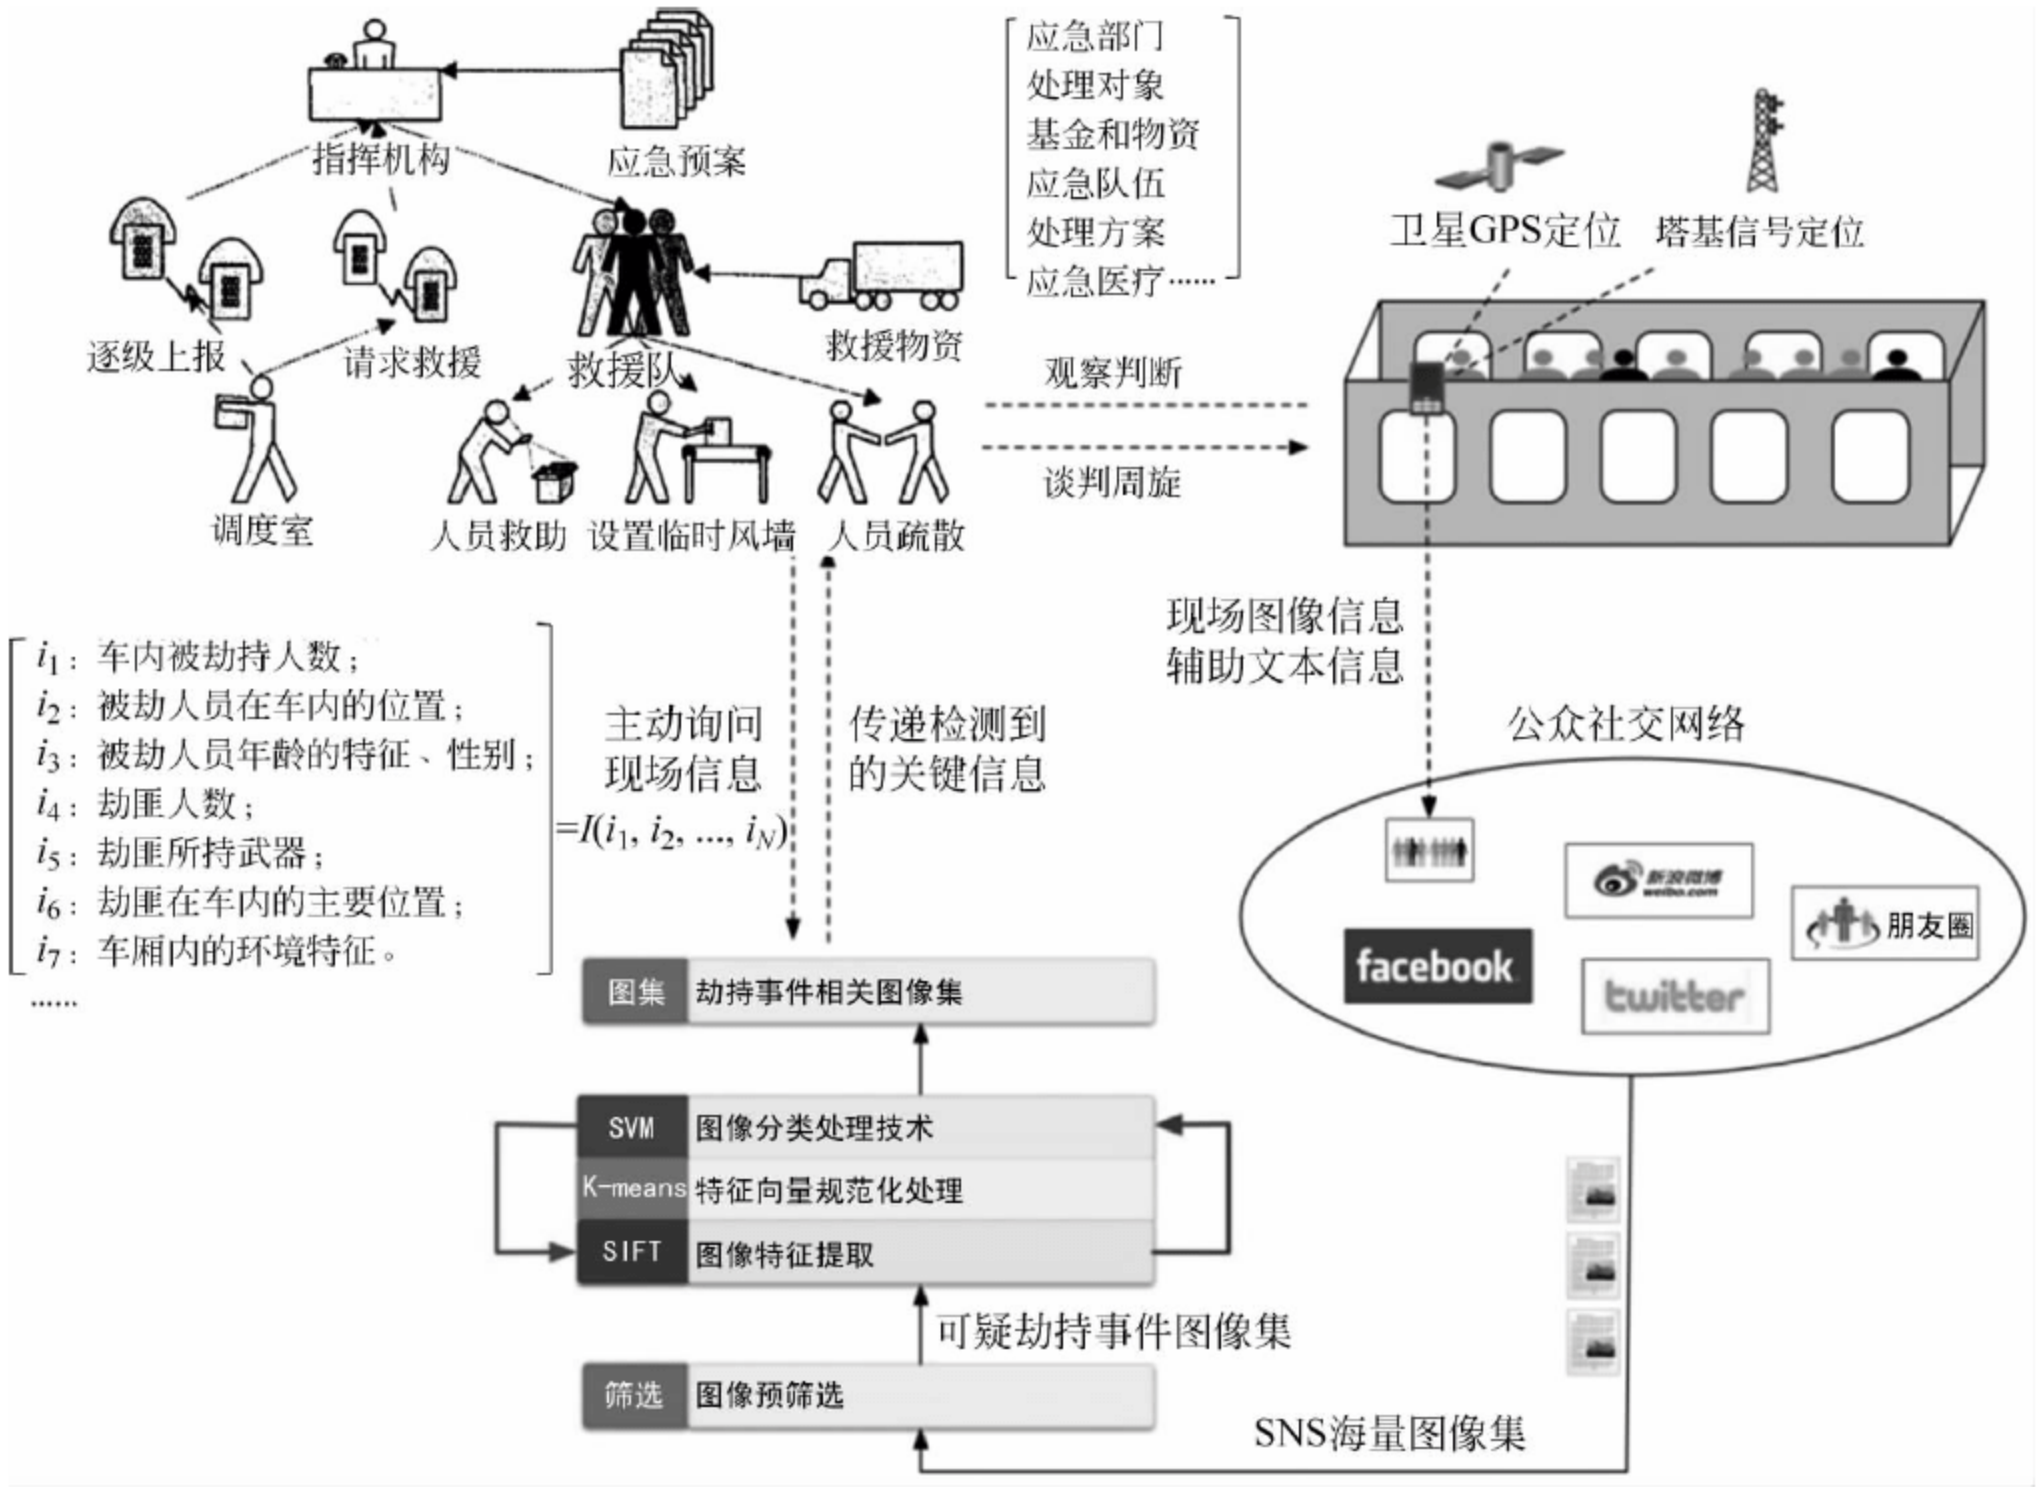 应急部门
处理对象
基金和物资
应急队伍
处理方案
应急医疗……
指挥机构
应急预案
卫星GPS定位
塔基信号定位
逐级上报
请求救援
救援队
救援物资
观察判断
谈判周旋
调度室
人员救助
设置临时风墙
人员疏散
i1：车内被劫持人数；
i2：被劫人员在车内的位置；
i3：被劫人员年龄的特征、性别；
i4：劫匪人数；
i5：劫匪所持武器；
i6：劫匪在车内的主要位置；
i7：车厢内的环境特征。
……
=I(i1, i2, ..., iN)
主动询问
现场信息
传递检测到
的关键信息
现场图像信息
辅助文本信息
公众社交网络
新浪微博
weibo.com
朋友圈
facebook
twitter
图集 劫持事件相关图像集
SVM 图像分类处理技术
K-means 特征向量规范化处理
SIFT 图像特征提取
可疑劫持事件图像集
筛选 图像预筛选
SNS海量图像集